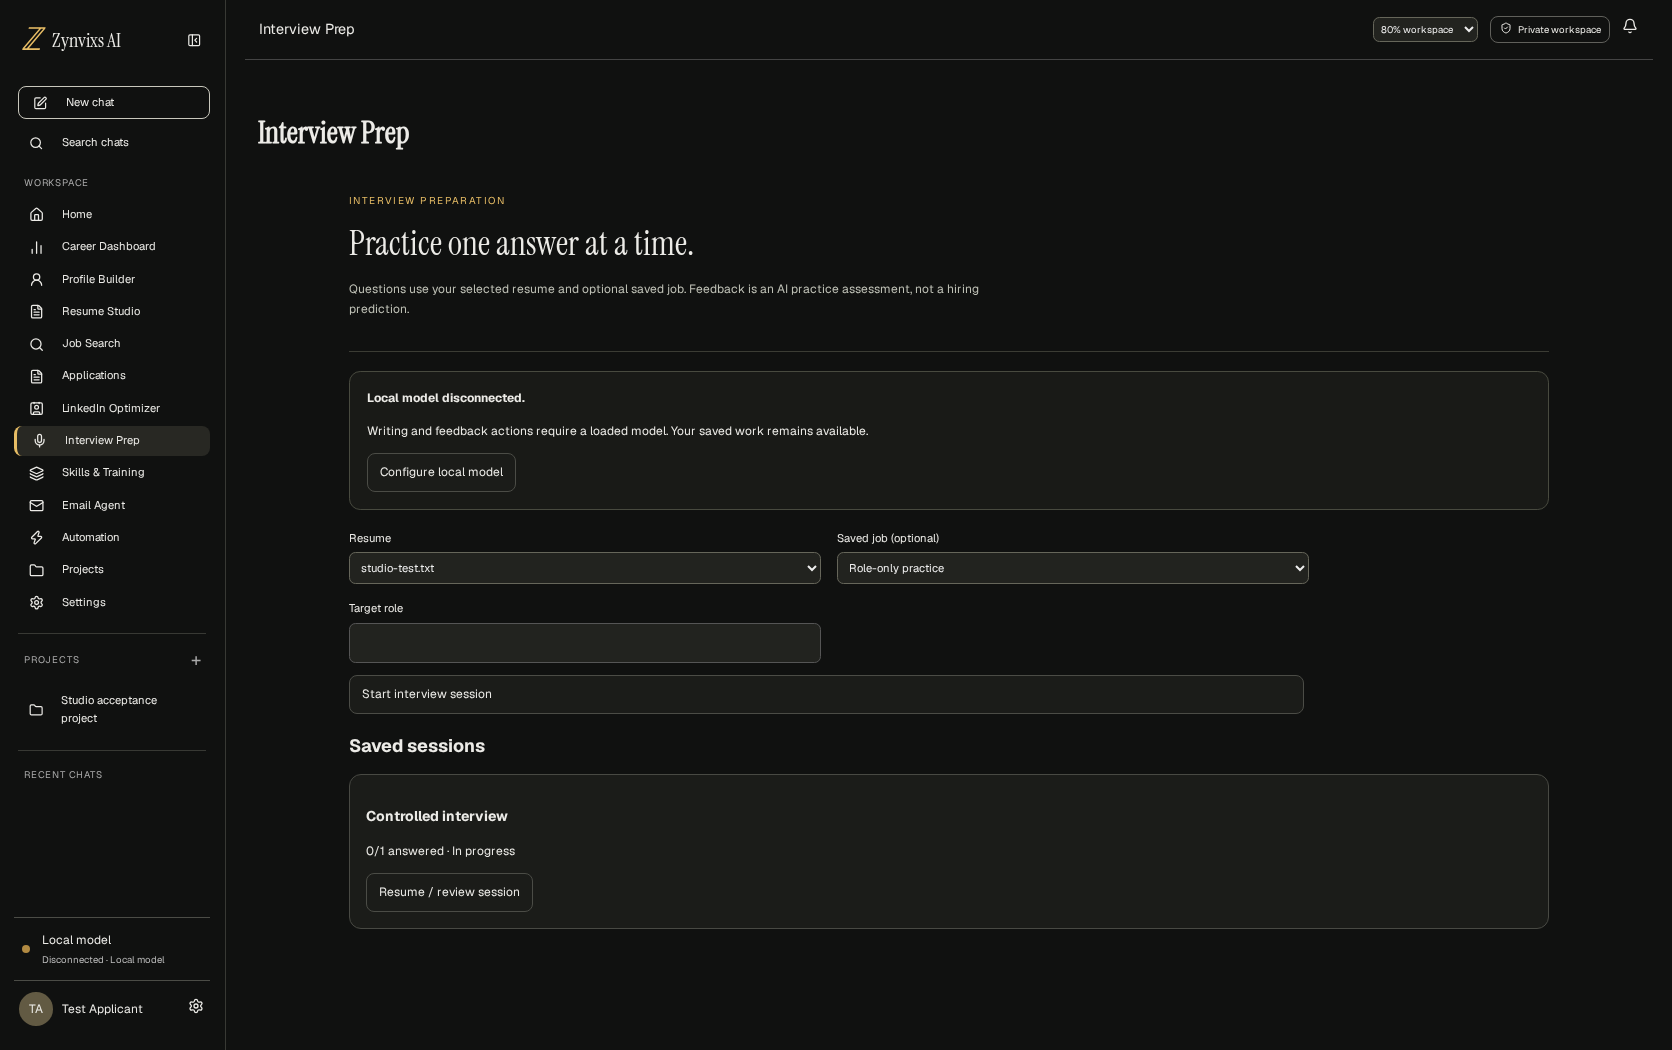 Zynvixs AI
New chat
Search chats
WORKSPACE
Home
Career Dashboard
Profile Builder
Resume Studio
Job Search
Applications
LinkedIn Optimizer
Interview Prep
Skills & Training
Email Agent
Automation
Projects
Settings
PROJECTS
Studio acceptance
project
RECENT CHATS
Local model
Disconnected · Local model
TA
Test Applicant
Interview Prep
80% workspace
Private workspace
Interview Prep
INTERVIEW PREPARATION
Practice one answer at a time.
Questions use your selected resume and optional saved job. Feedback is an AI practice assessment, not a hiring
prediction.
Local model disconnected.
Writing and feedback actions require a loaded model. Your saved work remains available.
Configure local model
Resume
studio-test.txt
Saved job (optional)
Role-only practice
Target role
Start interview session
Saved sessions
Controlled interview
0/1 answered · In progress
Resume / review session